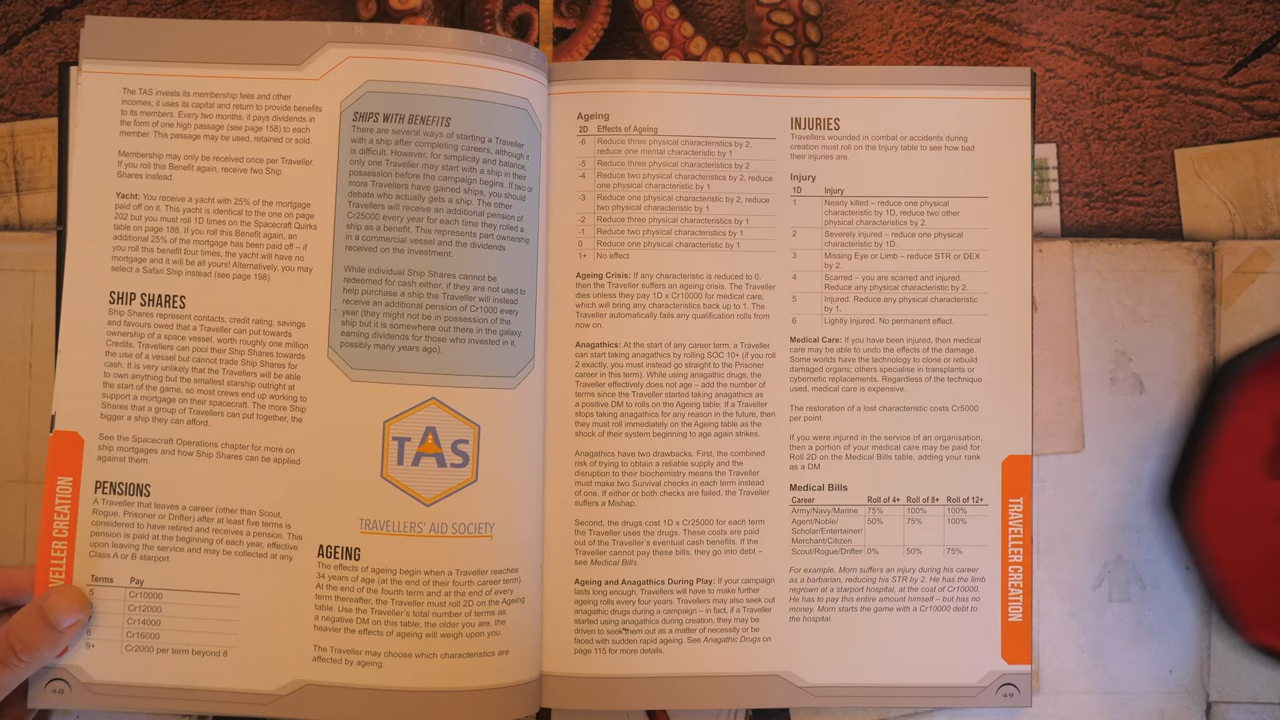 TRAVELLE
The TAS invests its membership fees and other
incomes; it uses its capital and return to provide benefits
to its members. Every two months, it pays dividends in
the form of one high passage (see page 158) to each
member. This passage may be used, retained or sold.
Membership may only be received once per Traveller.
If you roll this Benefit again, receive two Ship
Shares instead.
Yacht: You receive a yacht with 25% of the mortgage
paid off on it. This yacht is identical to the one on page
202 but you must roll 1D times on the Spacecraft Quirks
table on page 188. If you roll this Benefit again, an
additional 25% of the mortgage has been paid off – if
you roll this benefit four times, the yacht will have no
mortgage and it will be all yours! Alternatively, you may
select a Safari Ship instead (see page 198).
SHIP SHARES
Ship Shares represent contacts, credit rating, savings
and favours owed that a Traveller can put towards
ownership of a space vessel, worth roughly one million
Credits. Travellers can pool their Ship Shares towards
the use of a vessel but cannot trade Ship Shares for
cash. It is very unlikely that the Travellers will be able
to own anything but the smallest starship outright at
the start of the game, so most crews end up working to
support a mortgage on their spacecraft. The more Ship
Shares that a group of Travellers can put together, the
bigger a ship they can afford.
See the Spacecraft Operations chapter for more on
ship mortgages and how Ship Shares can be applied
against them.
PENSIONS
A Traveller that leaves a career (other than Scout,
Rogue, Prisoner or Drifter) after at least five terms is
considered to have retired and receives a pension. This
pension is paid at the beginning of each year, effective
upon leaving the service and may be collected at any
Class A or B starport.
Terms Pay
5 Cr10000
Cr12000
7 Cr14000
8 Cr16000
9+ Cr2000 per term beyond 8
VELLER CREATION
48
SHIPS WITH BENEFITS
There are several ways of starting a Traveller
with a ship after completing careers, although it
is difficult. However, for simplicity and balance,
only one Traveller may start with a ship in their
possession before the campaign begins. If two or
more Travellers have gained ships, you should
debate who actually gets a ship. The other
Travellers will receive an additional pension of
Cr25000 every year for each time they rolled a
ship as a benefit. This represents part ownership
in a commercial vessel and the dividends
received on the investment.
While individual Ship Shares cannot be
redeemed for cash either, if they are not used to
help purchase a ship the Traveller will instead
receive an additional pension of Cr1000 every
year (they might not be in possession of the
ship but it is somewhere out there in the galaxy,
earning dividends for those who invested in it,
possibly many years ago).
TAS
TRAVELLERS' AID SOCIETY
AGEING
The effects of ageing begin when a Traveller reaches
34 years of age (at the end of their fourth career term).
At the end of the fourth term and at the end of every
term thereafter, the Traveller must roll 2D on the Ageing
table. Use the Traveller's total number of terms as
a negative DM on this table; the older you are, the
heavier the effects of ageing will weigh upon you.
The Traveller may choose which characteristics are
affected by ageing.
Ageing
2D Effects of Ageing
-6 Reduce three physical characteristics by 2,
reduce one mental characteristic by 1
-5 Reduce three physical characteristics by 2
-4 Reduce two physical characteristics by 2, reduce
one physical characteristic by 1
-3 Reduce one physical characteristic by 2, reduce
two physical characteristic by 1
-2 Reduce three physical characteristics by 1
-1 Reduce two physical characteristics by 1
0 Reduce one physical characteristic by 1
1+ No effect
Ageing Crisis: If any characteristic is reduced to 0,
then the Traveller suffers an ageing crisis. The Traveller
dies unless they pay 1D x Cr10000 for medical care,
which will bring any characteristics back up to 1. The
Traveller automatically fails any qualification rolls from
now on.
Anagathics: At the start of any career term, a Traveller
can start taking anagathics by rolling SOC 10+ (if you roll
2 exactly, you must instead go straight to the Prisoner
career in this term). While using anagathic drugs, the
Traveller effectively does not age – add the number of
terms since the Traveller started taking anagathics as
a positive DM to rolls on the Ageing table. If a Traveller
stops taking anagathics for any reason in the future, then
they must roll immediately on the Ageing table as the
shock of their system beginning to age again strikes.
Anagathics have two drawbacks. First, the combined
risk of trying to obtain a reliable supply and the
disruption to their biochemistry means the Traveller
must make two Survival checks in each term instead
of one. If either or both checks are failed, the Traveller
suffers a Mishap.
Second, the drugs cost 1D x Cr25000 for each term
the Traveller uses the drugs. These costs are paid
out of the Traveller's eventual cash benefits. If the
Traveller cannot pay these bills, they go into debt –
see Medical Bills.
Ageing and Anagathics During Play: If your campaign
lasts long enough, Travellers will have to make further
ageing rolls every four years. Travellers may also seek out
anagathic drugs during a campaign – in fact, if a Traveller
started using anagathics during creation, they may be
driven to seek them out as a matter of necessity or be
faced with sudden rapid ageing. See Anagathic Drugs on
page 115 for more details.
INJURIES
Travellers wounded in combat or accidents during
creation must roll on the Injury table to see how bad
their injuries are.
Injury
1D Injury
1 Nearly killed – reduce one physical
characteristic by 1D, reduce two other
physical characteristics by 2.
2 Severely injured – reduce one physical
characteristic by 1D.
3 Missing Eye or Limb – reduce STR or DEX
by 2.
4 Scarred – you are scarred and injured.
Reduce any physical characteristic by 2.
5 Injured. Reduce any physical characteristic
by 1.
6 Lightly Injured. No permanent effect.
Medical Care: If you have been injured, then medical
care may be able to undo the effects of the damage.
Some worlds have the technology to clone or rebuild
damaged organs; others specialise in transplants or
cybernetic replacements. Regardless of the technique
used, medical care is expensive.
The restoration of a lost characteristic costs Cr5000
per point.
If you were injured in the service of an organisation,
then a portion of your medical care may be paid for.
Roll 2D on the Medical Bills table, adding your rank
as a DM.
Medical Bills
Career Roll of 4+ Roll of 8+ Roll of 12+
Army/Navy/Marine 75% 100% 100%
Agent/Noble/ 50% 75% 100%
Scholar/Entertainer/
Merchant/Citizen
Scout/Rogue/Drifter 0% 50% 75%
For example, Morn suffers an injury during his career
as a barbarian, reducing his STR by 2. He has the limb
regrown at a starport hospital, at the cost of Cr10000.
He has to pay this entire amount himself – but has no
money. Morn starts the game with a Cr10000 debt to
the hospital.
TRAVELLER CREATION
49